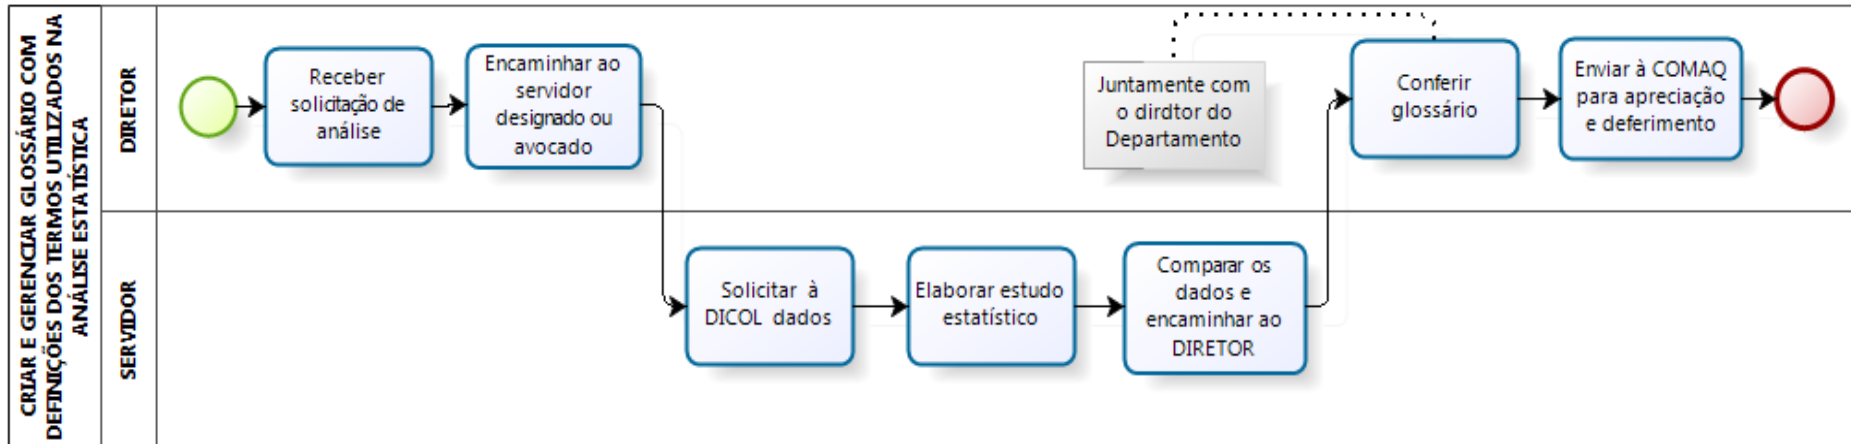 CRIAR E GERENCIAR GLOSSÁRIO COM
DEFINIÇÕES DOS TERMOS UTILIZADOS NA
ANÁLISE ESTATÍSTICA
DIRETOR
Receber
solicitação de
análise
Encaminhar ao
servidor
designado ou
avocado
Juntamente com
o dirdtor do
Departamento
Conferir
glossário
Enviar à COMAQ
para apreciação
e deferimento
SERVIDOR
Solicitar à
DICOL dados
Elaborar estudo
estatístico
Comparar os
dados e
encaminhar ao
DIRETOR